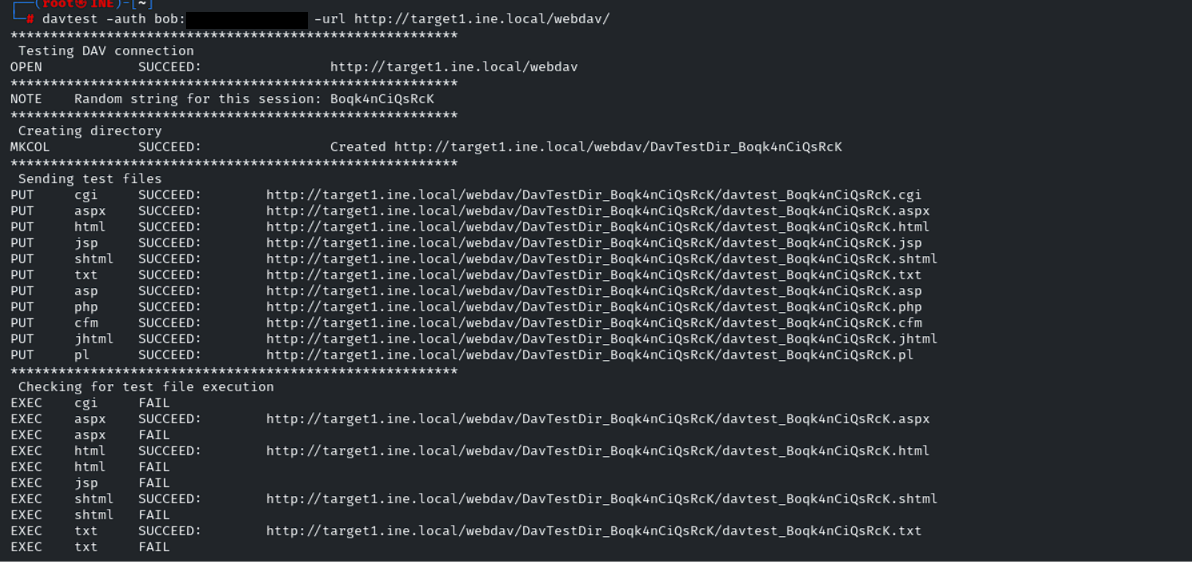 (root㉿INE)-[~]
# davtest -auth bob: -url http://target1.ine.local/webdav/
********************************************************
Testing DAV connection
OPEN SUCCEED: http://target1.ine.local/webdav
********************************************************
NOTE Random string for this session: Boqk4nCiQsRcK
********************************************************
Creating directory
MKCOL SUCCEED: Created http://target1.ine.local/webdav/DavTestDir_Boqk4nCiQsRcK
********************************************************
Sending test files
PUT cgi SUCCEED: http://target1.ine.local/webdav/DavTestDir_Boqk4nCiQsRcK/davtest_Boqk4nCiQsRcK.cgi
PUT aspx SUCCEED: http://target1.ine.local/webdav/DavTestDir_Boqk4nCiQsRcK/davtest_Boqk4nCiQsRcK.aspx
PUT html SUCCEED: http://target1.ine.local/webdav/DavTestDir_Boqk4nCiQsRcK/davtest_Boqk4nCiQsRcK.html
PUT jsp SUCCEED: http://target1.ine.local/webdav/DavTestDir_Boqk4nCiQsRcK/davtest_Boqk4nCiQsRcK.jsp
PUT shtml SUCCEED: http://target1.ine.local/webdav/DavTestDir_Boqk4nCiQsRcK/davtest_Boqk4nCiQsRcK.shtml
PUT txt SUCCEED: http://target1.ine.local/webdav/DavTestDir_Boqk4nCiQsRcK/davtest_Boqk4nCiQsRcK.txt
PUT asp SUCCEED: http://target1.ine.local/webdav/DavTestDir_Boqk4nCiQsRcK/davtest_Boqk4nCiQsRcK.asp
PUT php SUCCEED: http://target1.ine.local/webdav/DavTestDir_Boqk4nCiQsRcK/davtest_Boqk4nCiQsRcK.php
PUT cfm SUCCEED: http://target1.ine.local/webdav/DavTestDir_Boqk4nCiQsRcK/davtest_Boqk4nCiQsRcK.cfm
PUT jhtml SUCCEED: http://target1.ine.local/webdav/DavTestDir_Boqk4nCiQsRcK/davtest_Boqk4nCiQsRcK.jhtml
PUT pl SUCCEED: http://target1.ine.local/webdav/DavTestDir_Boqk4nCiQsRcK/davtest_Boqk4nCiQsRcK.pl
********************************************************
Checking for test file execution
EXEC cgi FAIL
EXEC aspx SUCCEED: http://target1.ine.local/webdav/DavTestDir_Boqk4nCiQsRcK/davtest_Boqk4nCiQsRcK.aspx
EXEC aspx FAIL
EXEC html SUCCEED: http://target1.ine.local/webdav/DavTestDir_Boqk4nCiQsRcK/davtest_Boqk4nCiQsRcK.html
EXEC html FAIL
EXEC jsp FAIL
EXEC shtml SUCCEED: http://target1.ine.local/webdav/DavTestDir_Boqk4nCiQsRcK/davtest_Boqk4nCiQsRcK.shtml
EXEC shtml FAIL
EXEC txt SUCCEED: http://target1.ine.local/webdav/DavTestDir_Boqk4nCiQsRcK/davtest_Boqk4nCiQsRcK.txt
EXEC txt FAIL